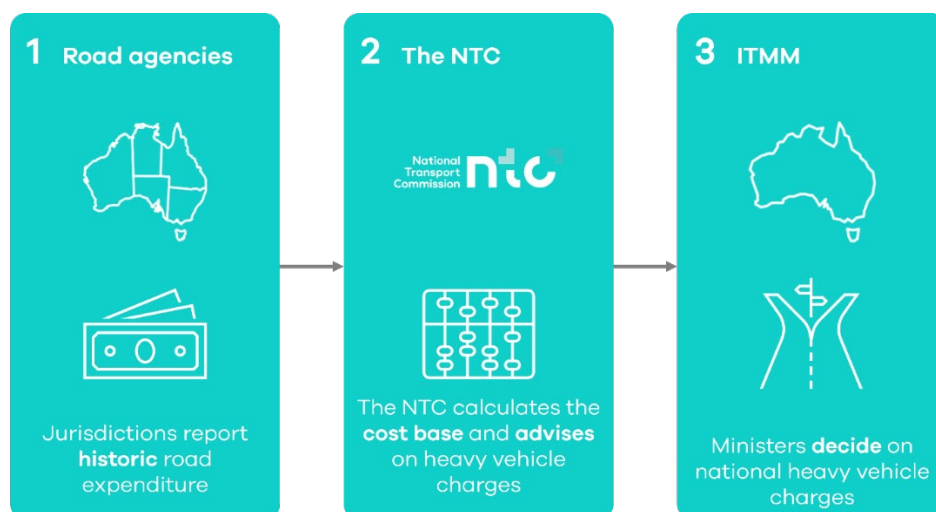 1 Road agencies
Jurisdictions report
historic road
expenditure
2 The NTC
National
Transport
Commission
ntc
The NTC calculates the
cost base and advises
on heavy vehicle
charges
3 ITMM
Ministers decide on
national heavy vehicle
charges